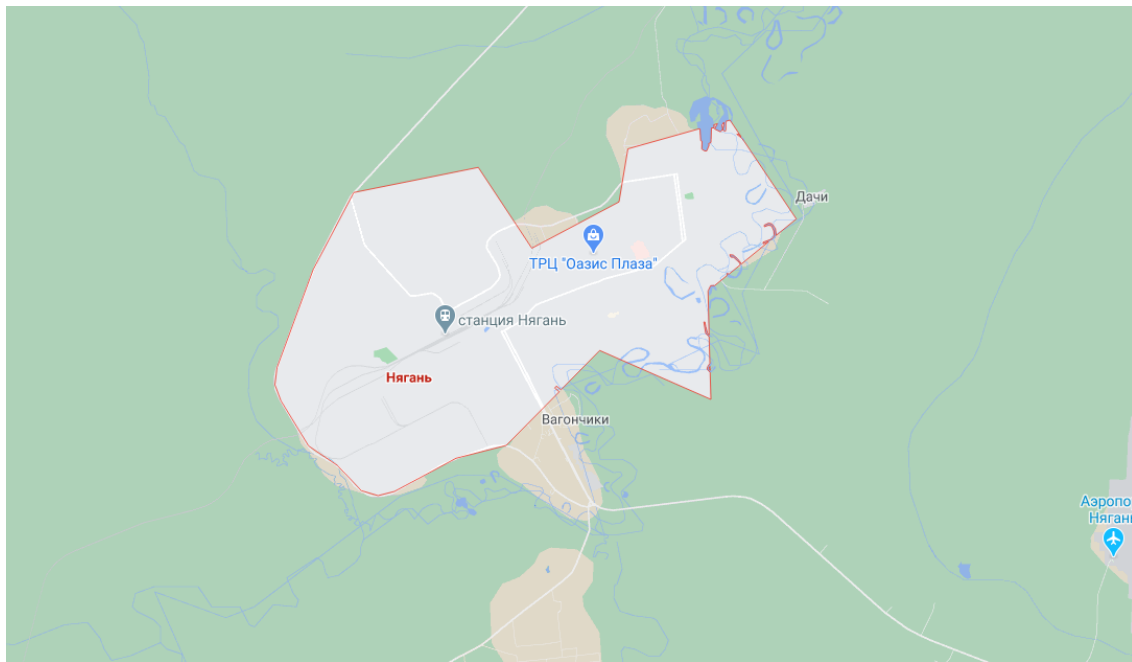 Дачи
ТРЦ "Оазис Плаза"
станция Нягань
Нягань
Вагончики
Аэропо
Нягань